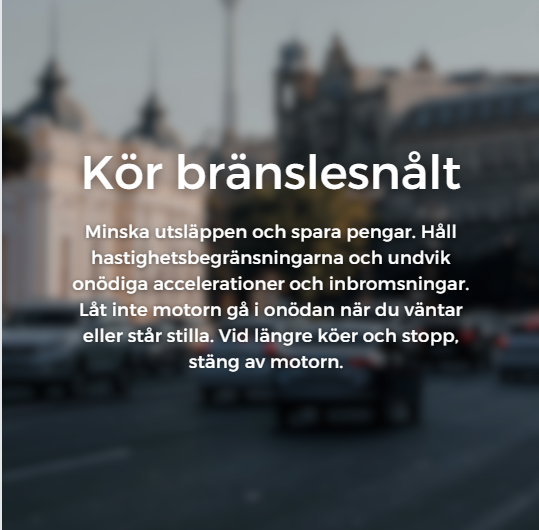 Kör bränslesnålt
Minska utsläppen och spara pengar. Håll
hastighetsbegränsningarna och undvik
onödiga accelerationer och inbromsningar.
Låt inte motorn gå i onödan när du väntar
eller står stilla. Vid längre köer och stopp,
stäng av motorn.